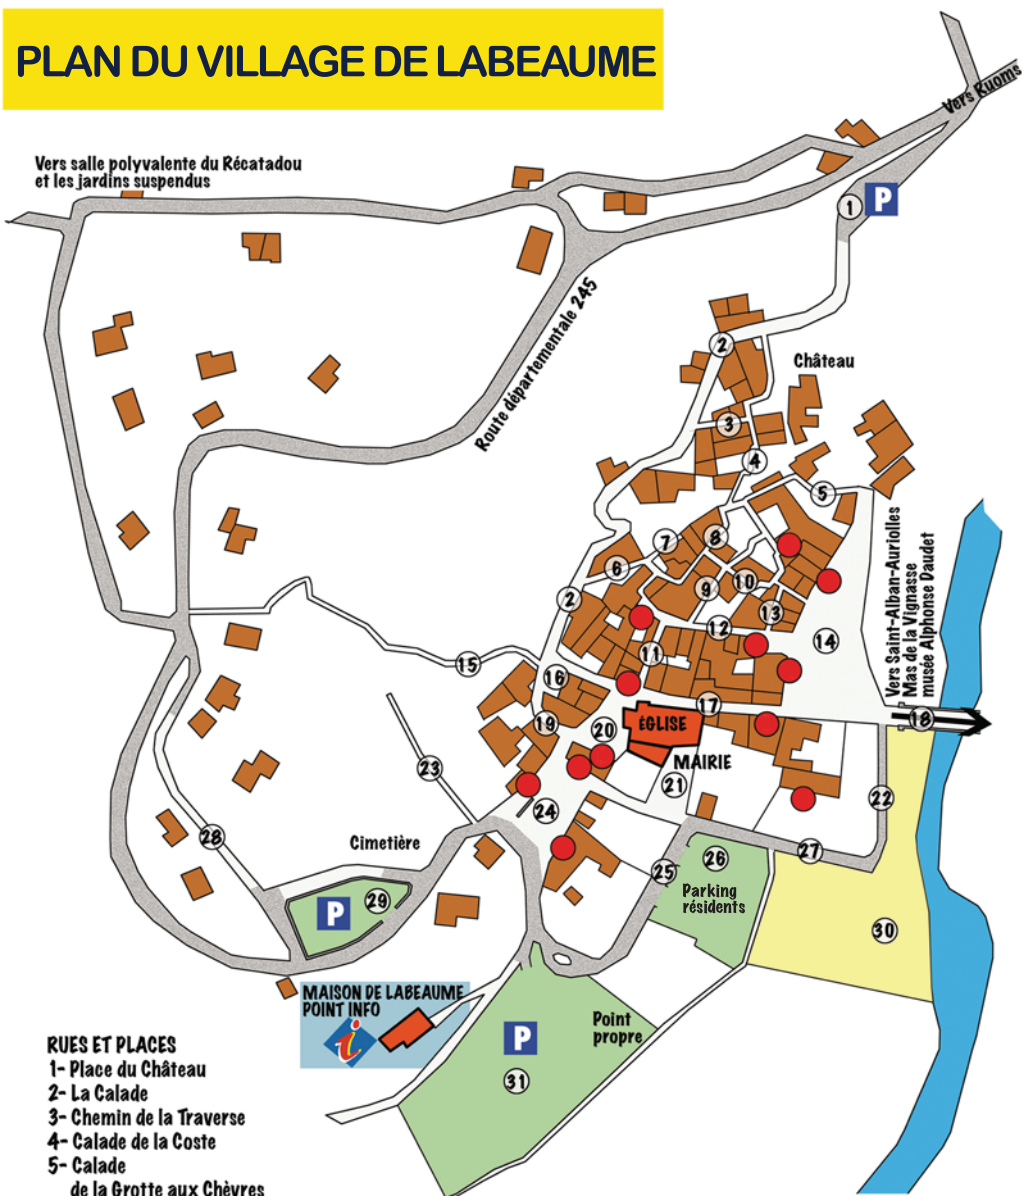 PLAN DU VILLAGE DE LABEAUME
Vers Ruoms
Vers salle polyvalente du Récatadou
et les jardins suspendus
P
1
Route départementale 245
2
Château
3
4
5
Vers Saint-Alban-Auriolles
Mas de la Vignasse
musée Alphonse Daudet
7
8
6
9
10
2
13
12
14
11
15
16
17
18
19
20
ÉGLISE
MAIRIE
21
23
22
24
28
Cimetière
27
26
25
Parking
résidents
29
P
30
MAISON DE LABEAUME
POINT INFO
i
Point
propre
P
31
RUES ET PLACES
1- Place du Château
2- La Calade
3- Chemin de la Traverse
4- Calade de la Coste
5- Calade
de la Grotte aux Chèvres